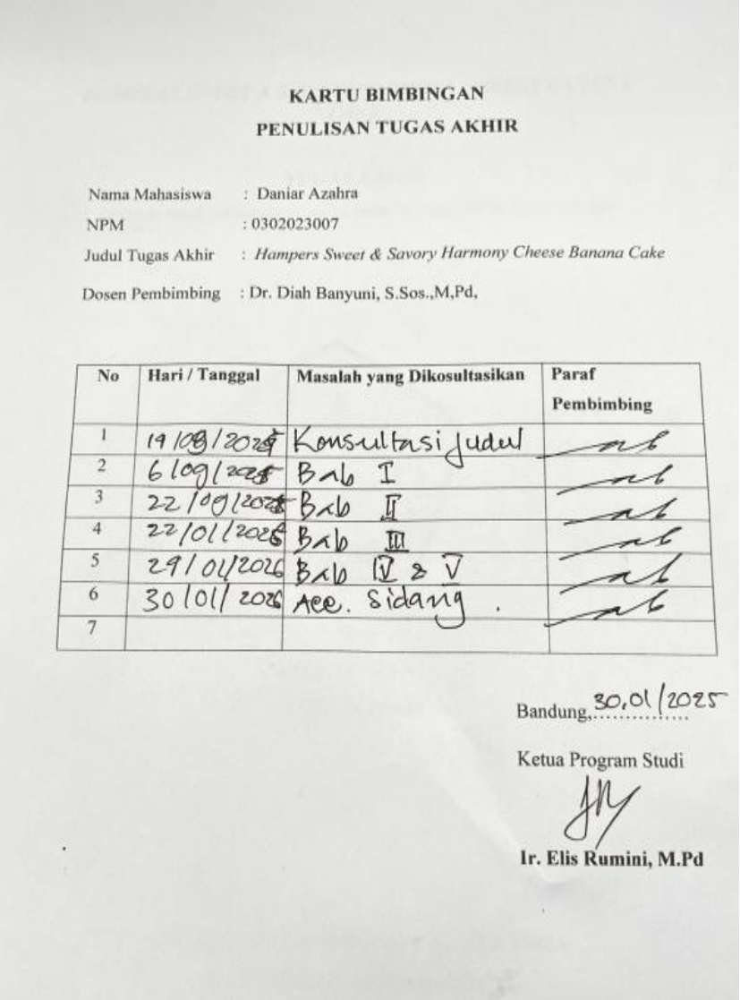 KARTU BIMBINGAN
PENULISAN TUGAS AKHIR
Nama Mahasiswa : Daniar Azahra
NPM : 0302023007
Judul Tugas Akhir : Hampers Sweet & Savory Harmony Cheese Banana Cake
Dosen Pembimbing : Dr. Diah Banyuni, S.Sos.,M,Pd,
No Hari / Tanggal Masalah yang Dikosultasikan Paraf Pembimbing
1 19/08/2025 Konsultasi judul
2 6/09/2025 Bab I
3 22/09/2025 Bab II
4 22/01/2026 Bab III
5 29/01/2026 Bab IV & V
6 30/01/2026 Acc. Sidang.
7
Bandung, 30,01/2025
Ketua Program Studi
Ir. Elis Rumini, M.Pd